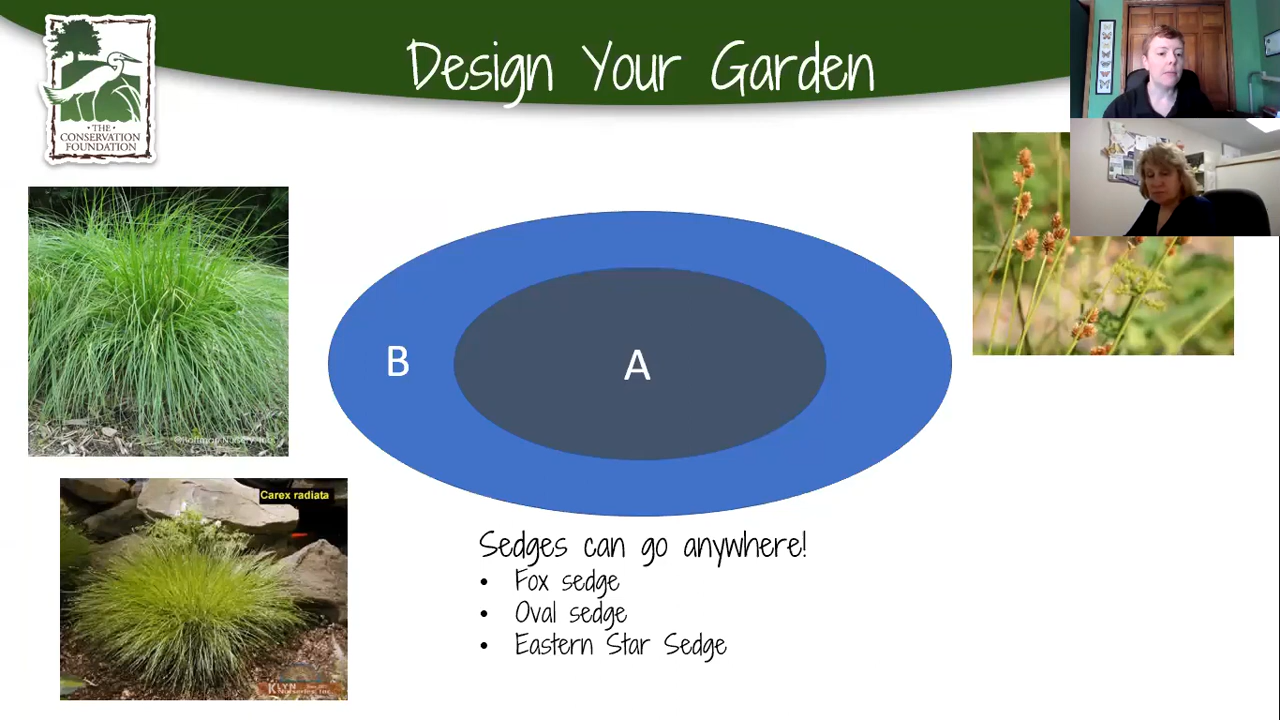 Design Your Garden
• THE •
CONSERVATION
FOUNDATION
B
A
Carex radiata
Sedges can go anywhere!
• Fox sedge
• Oval sedge
• Eastern Star Sedge
KLYN